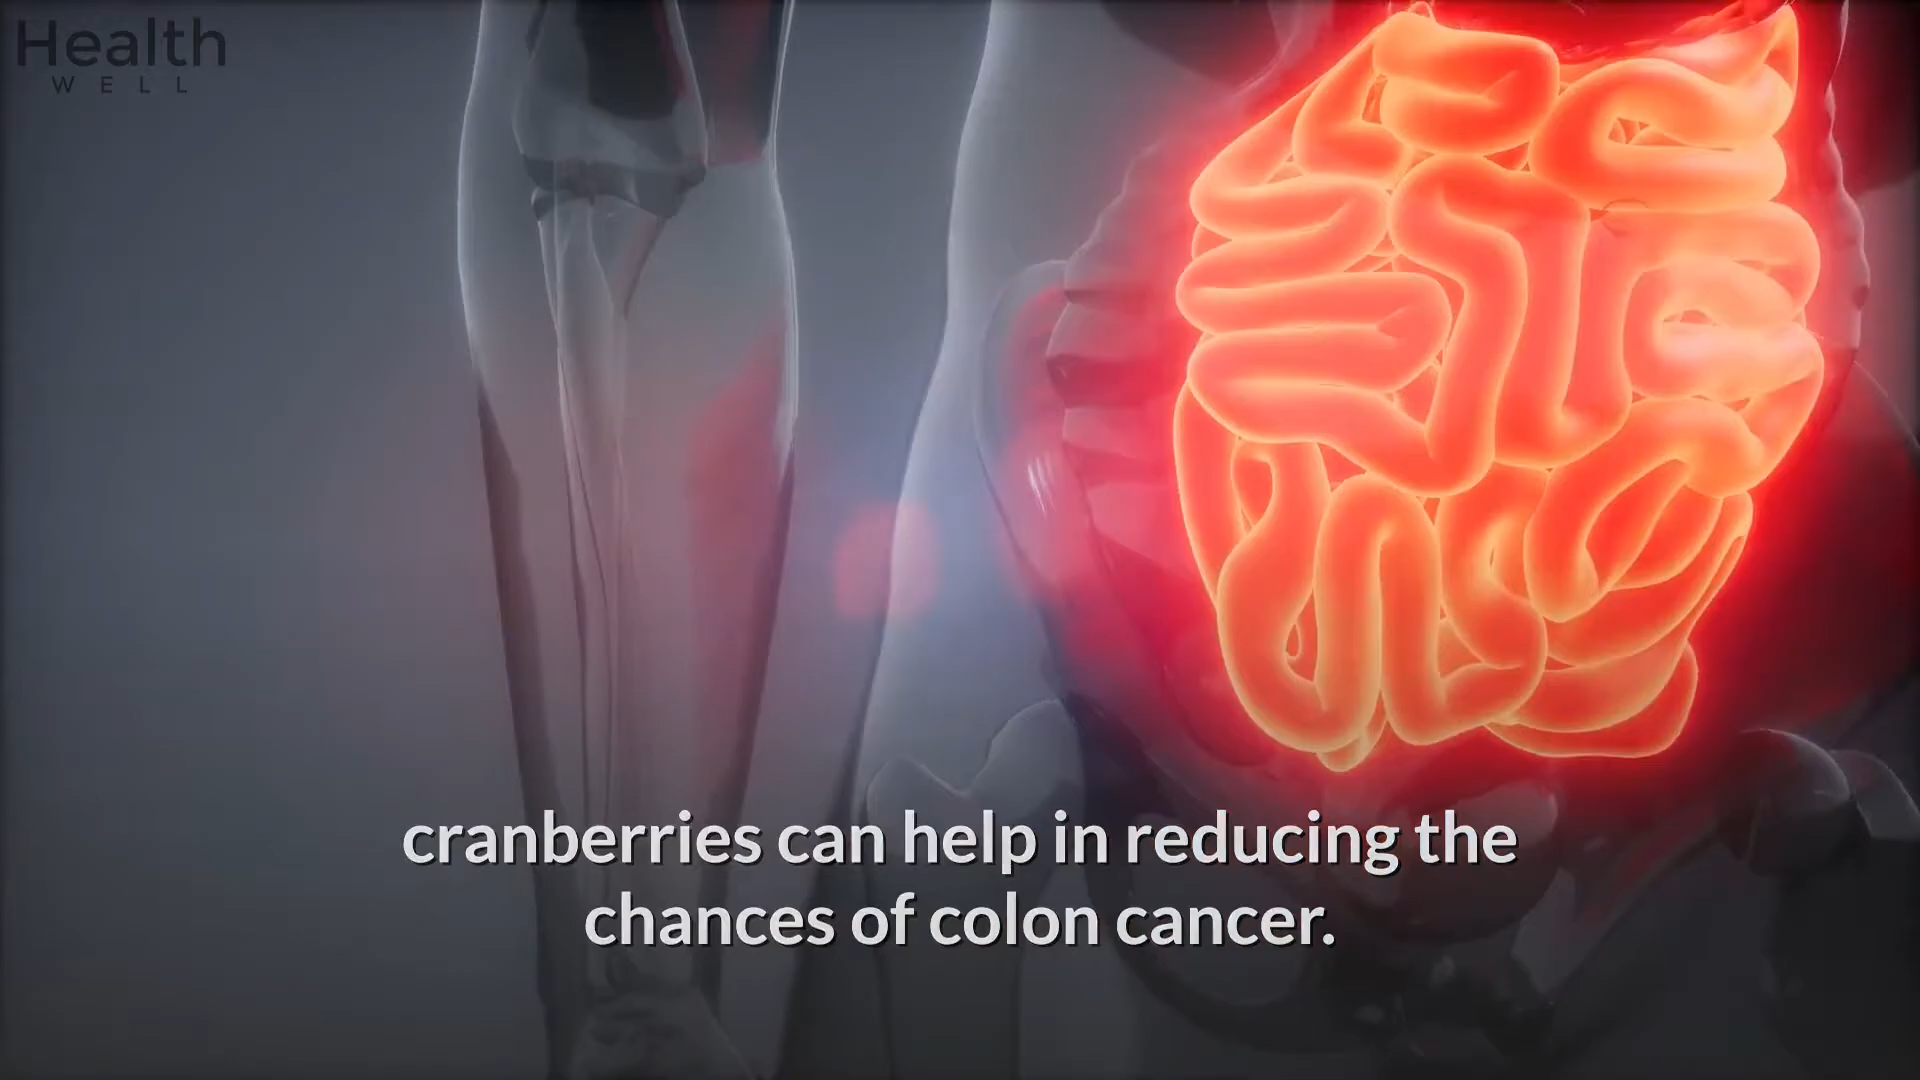 Health
WELL
cranberries can help in reducing the
chances of colon cancer.